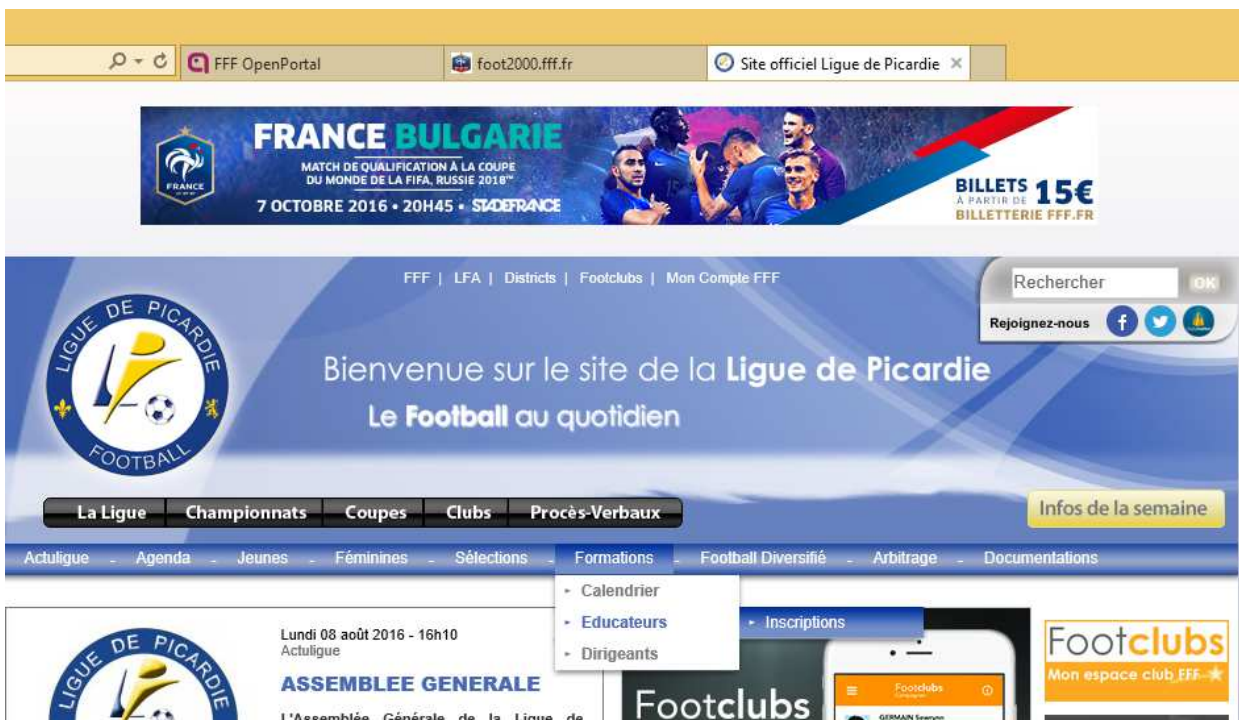 FFF OpenPortal
foot2000.fff.fr
Site officiel Ligue de Picardie
FRANCE
FRANCE BULGARIE
MATCH DE QUALIFICATION À LA COUPE
DU MONDE DE LA FIFA, RUSSIE 2018™
7 OCTOBRE 2016 • 20H45 • STADEFRANCE
BILLETS
À PARTIR DE 15€
BILLETTERIE FFF.FR
FFF | LFA | Districts | Footclubs | Mon Compte FFF
Rechercher OK
Rejoignez-nous
LIGUE DE PICARDIE
FOOTBALL
Bienvenue sur le site de la Ligue de Picardie
Le Football au quotidien
La Ligue Championnats Coupes Clubs Procès-Verbaux
Infos de la semaine
Actuligue - Agenda - Jeunes - Féminines - Sélections - Formations - Football Diversifié - Arbitrage - Documentations
Calendrier
Educateurs
Inscriptions
Dirigeants
LIGUE DE PICARDIE
Lundi 08 août 2016 - 16h10
Actuligue
ASSEMBLEE GENERALE
L'Assemblée Générale de la Ligue de
Footclubs
Footclubs
GERMAIN
Footclubs
Mon espace club FFF